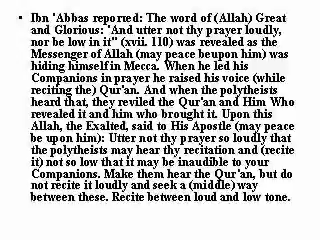 • Ibn 'Abbas reported: The word of (Allah) Great
and Glorious: 'And utter not thy prayer loudly,
nor be low in it" (xvii. 110) was revealed as the
Messenger of Allah (may peace beupon him) was
hiding himself in Mecca. When he led his
Companions in prayer he raised his voice (while
reciting the) Qur'an. And when the polytheists
heard that, they reviled the Qur'an and Him Who
revealed it and him who brought it. Upon this
Allah, the Exalted, said to His Apostle (may peace
be upon him): Utter not thy prayer so loudly that
the polytheists may hear thy recitation and (recite
it) not so low that it may be inaudible to your
Companions. Make them hear the Qur'an, but do
not recite it loudly and seek a (middle) way
between these. Recite between loud and low tone.